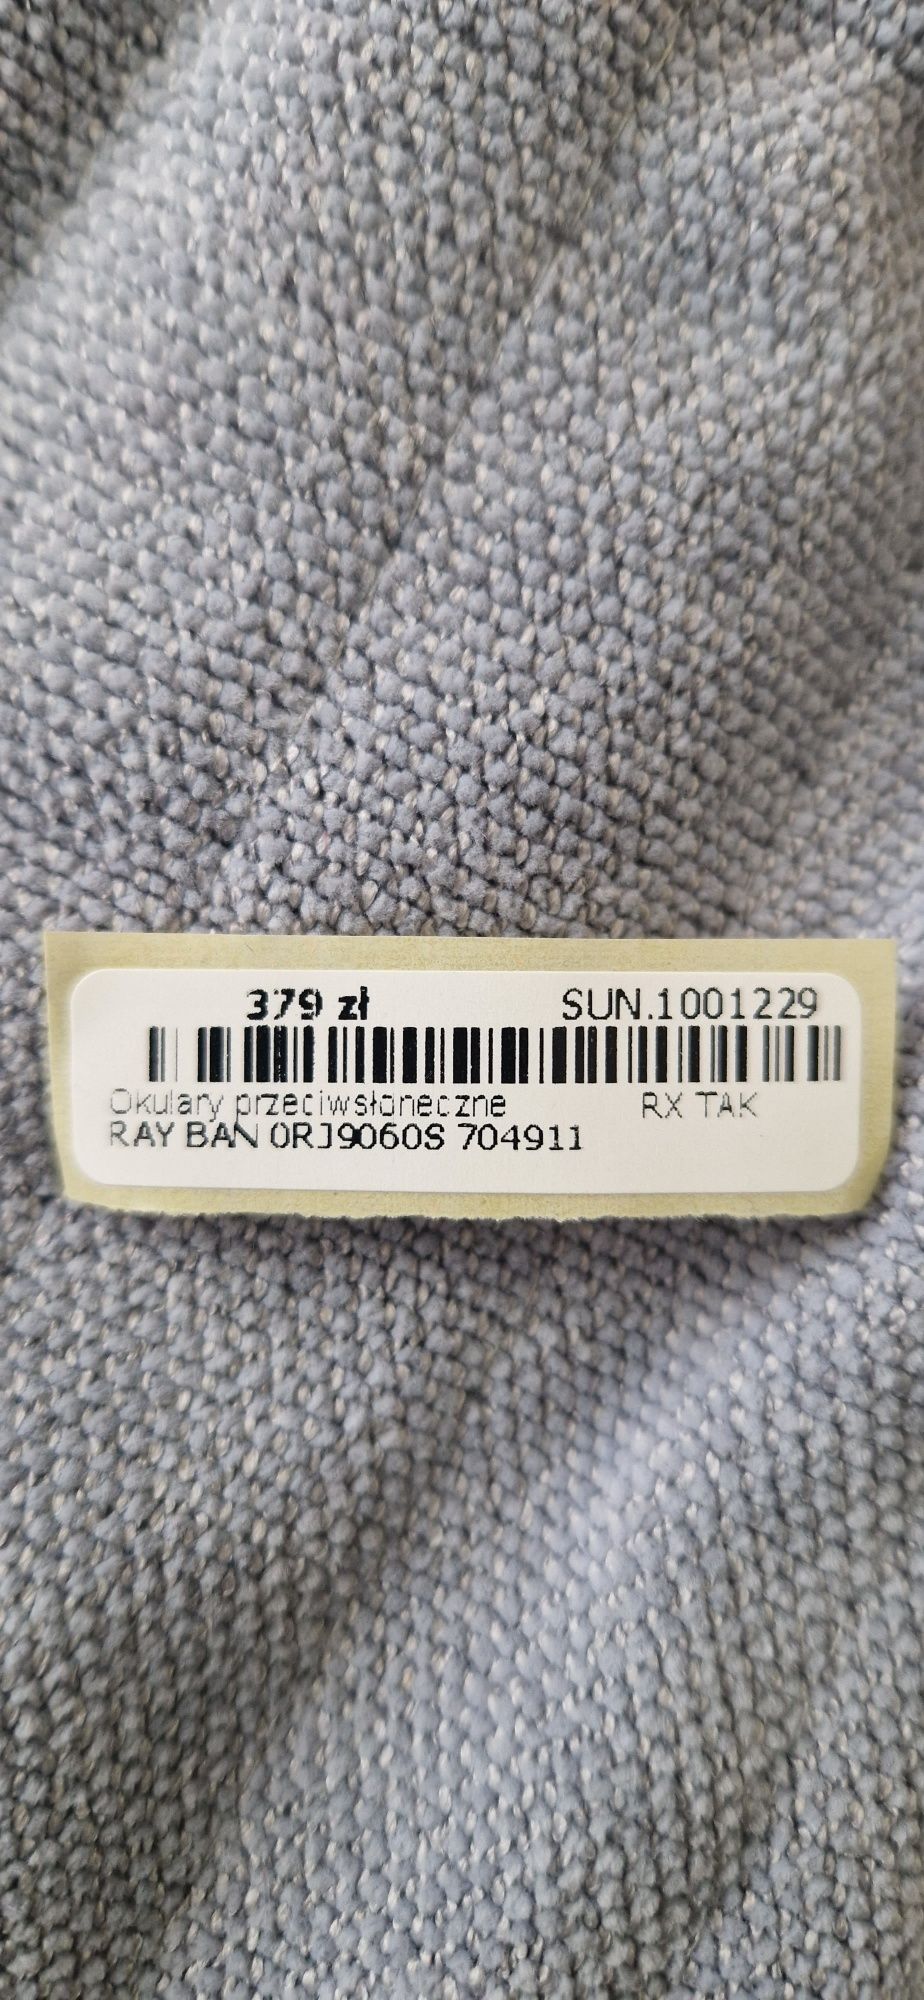 379 zł SUN.1001229
Okulary przeciwsłoneczne RX TAK
RAY BAN 0RJ9060S 704911